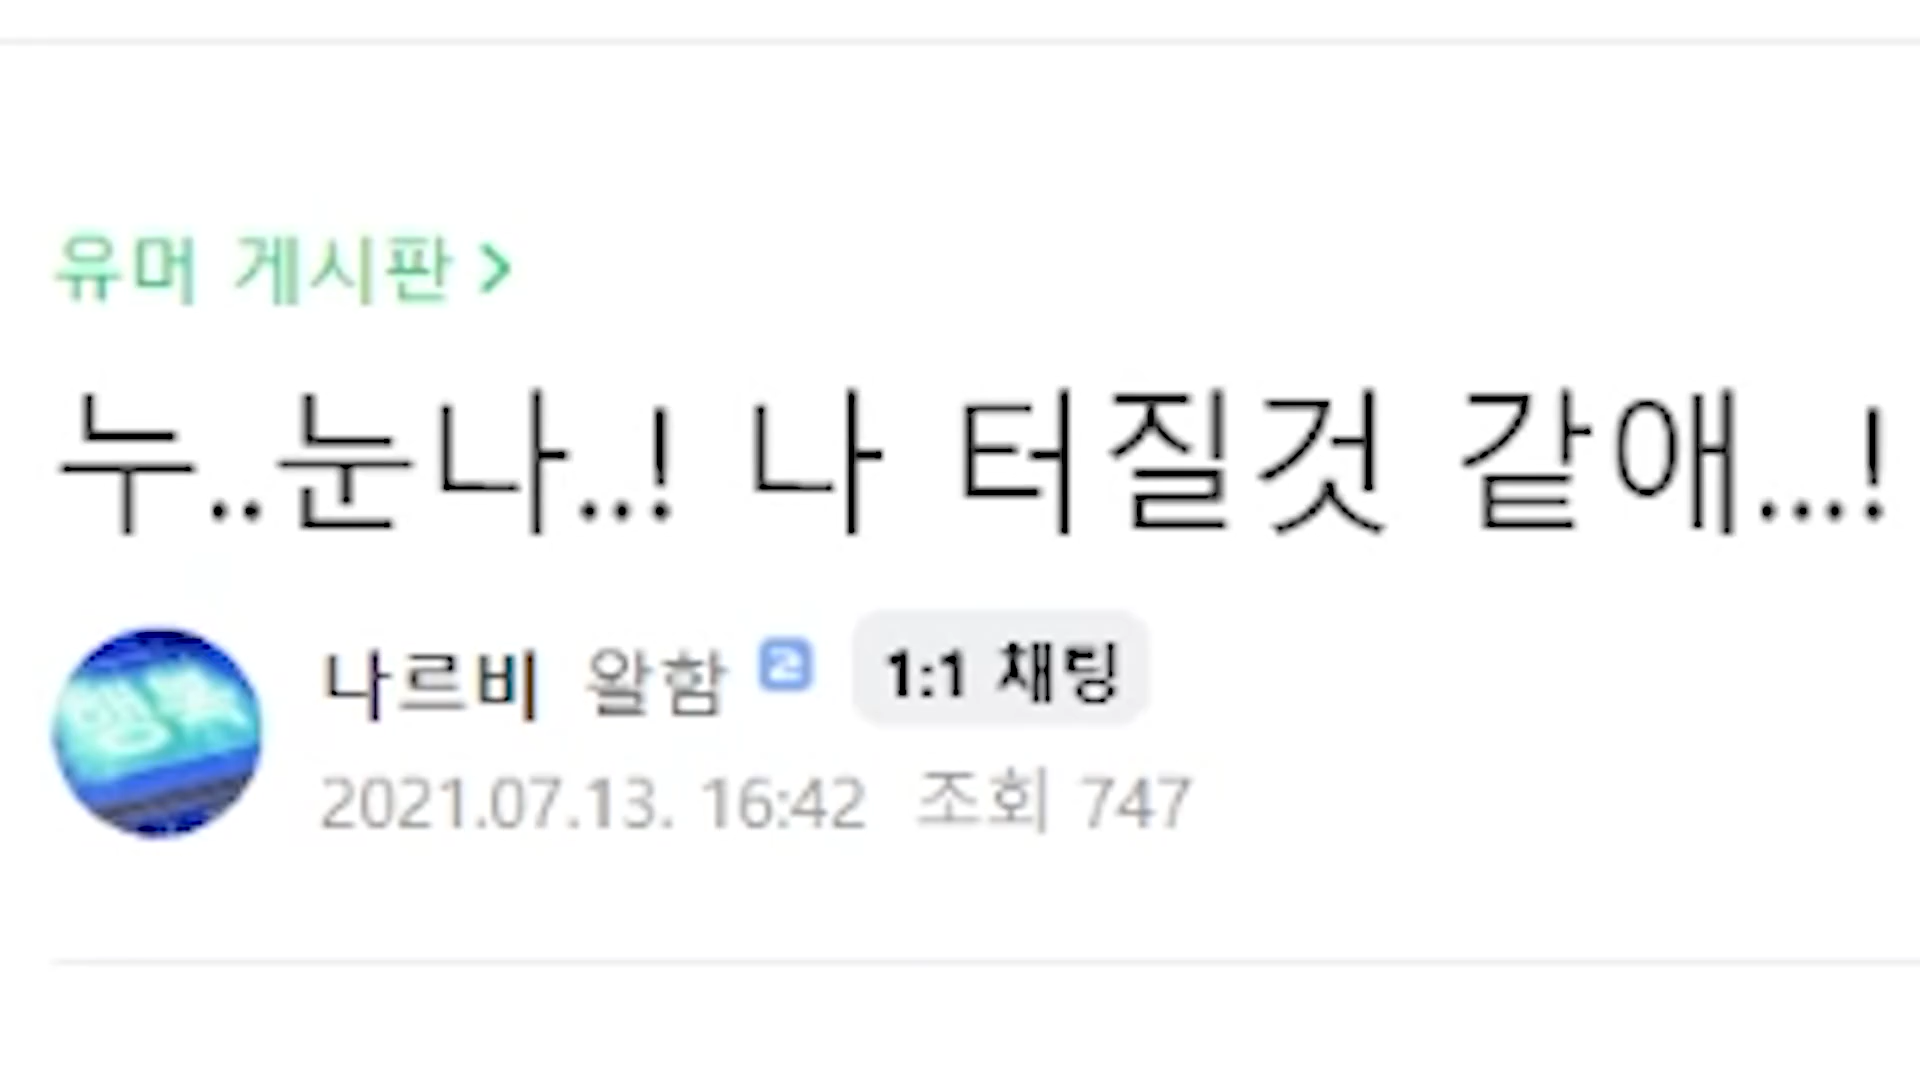 유머 게시판 >
누..눈나..! 나 터질것 같애...!
나르비 왈함 2 1:1 채팅
2021.07.13. 16:42 조회 747